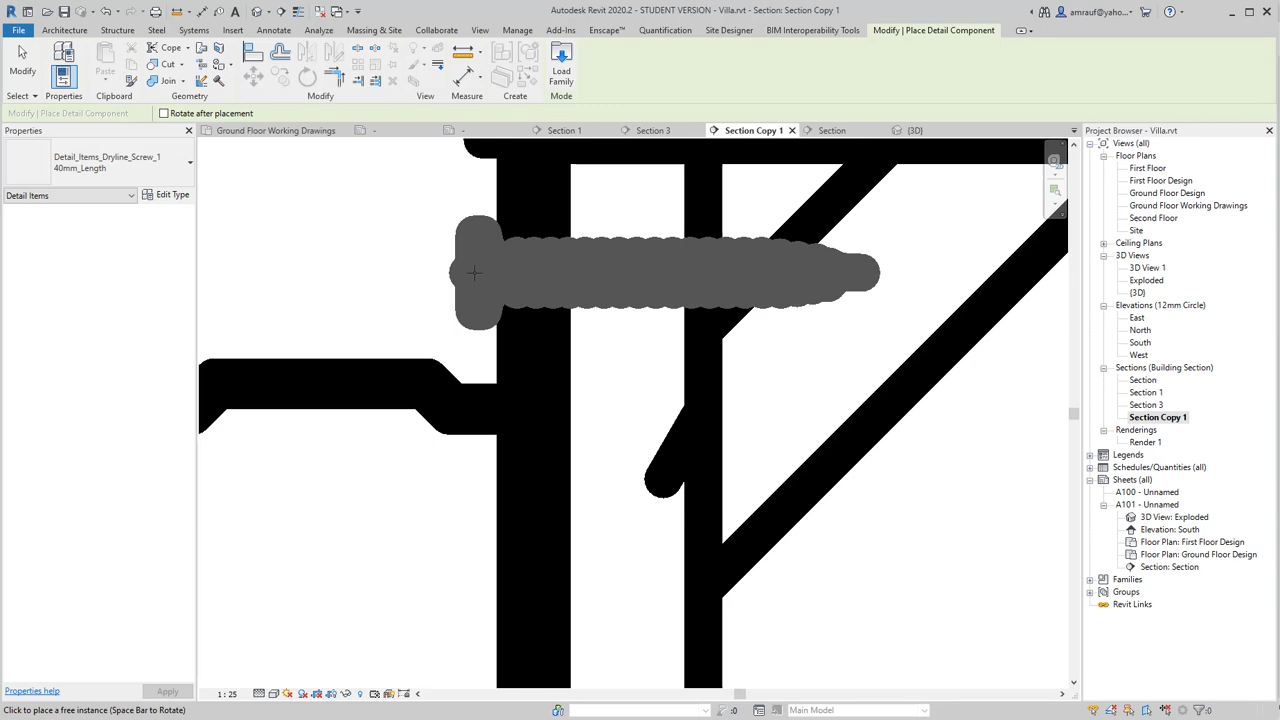 Autodesk Revit 2020.2 - STUDENT VERSION - Villa.rvt - Section: Section Copy 1
amrauf@yaho...
File Architecture Structure Steel Systems Insert Annotate Analyze Massing & Site Collaborate View Manage Add-Ins Enscape™ Quantification Site Designer BIM Interoperability Tools Modify | Place Detail Component
Modify
Paste
Cope
Cut
Join
Load
Family
Select Properties Clipboard Geometry Modify View Measure Create Mode
Modify | Place Detail Component Rotate after placement
Properties
Ground Floor Working Drawings - - Section 1 Section 3 Section Copy 1 Section {3D}
Project Browser - Villa.rvt
Detail_Items_Dryline_Screw_1
40mm_Length
Detail Items Edit Type
Views (all)
Floor Plans
First Floor
First Floor Design
Ground Floor Design
Ground Floor Working Drawings
Second Floor
Site
Ceiling Plans
3D Views
3D View 1
Exploded
{3D}
Elevations (12mm Circle)
East
North
South
West
Sections (Building Section)
Section
Section 1
Section 3
Section Copy 1
Renderings
Render 1
Legends
Schedules/Quantities (all)
Sheets (all)
A100 - Unnamed
A101 - Unnamed
3D View: Exploded
Elevation: South
Floor Plan: First Floor Design
Floor Plan: Ground Floor Design
Section: Section
Families
Groups
Revit Links
Properties help Apply
1 : 25
Click to place a free instance (Space Bar to Rotate) :0 Main Model :0